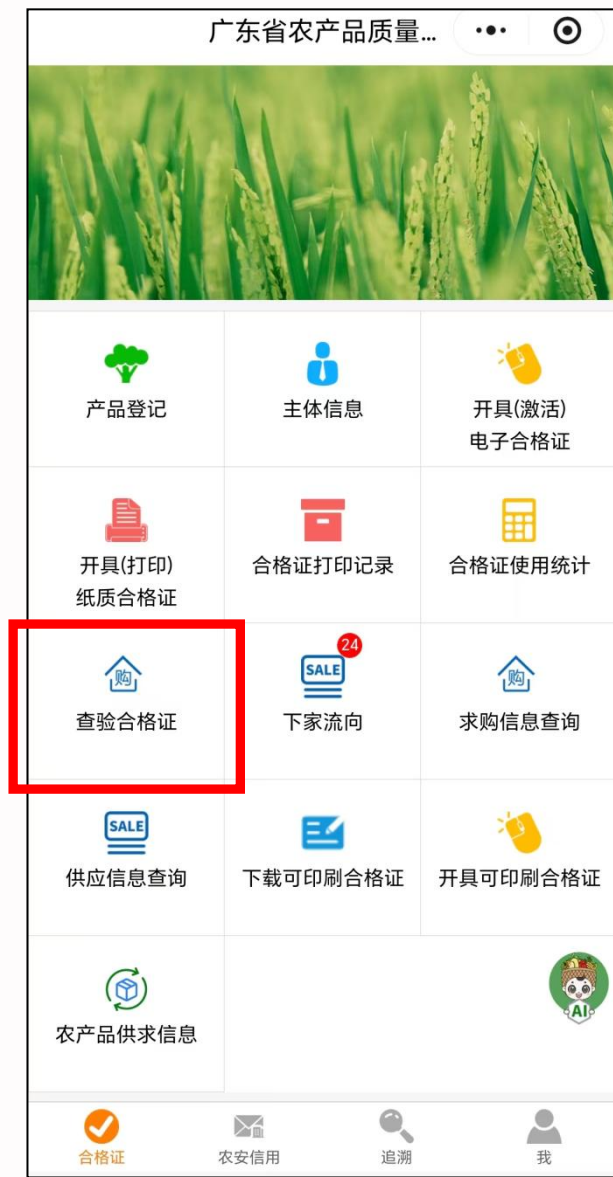 广东省农产品质量...
产品登记
主体信息
开具(激活)
电子合格证
开具(打印)
纸质合格证
合格证打印记录
合格证使用统计
购
查验合格证
24
SALE
下家流向
购
求购信息查询
SALE
供应信息查询
下载可印刷合格证
开具可印刷合格证
农产品供求信息
AI
合格证
农安信用
追溯
我